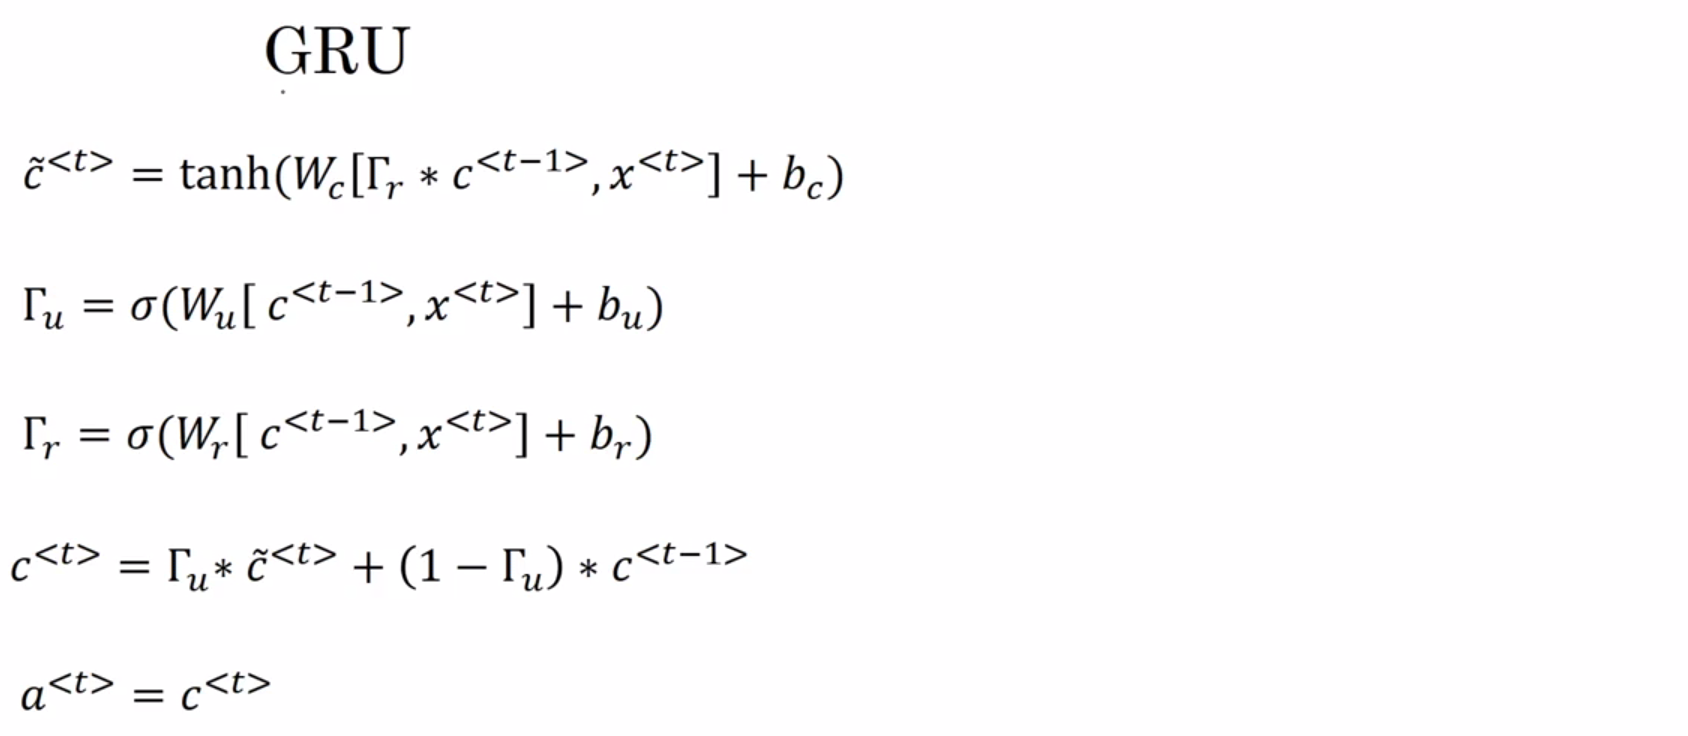 GRU
c̃^{<t>} = tanh(W_c[Γ_r * c^{<t−1>}, x^{<t>}] + b_c)
Γ_u = σ(W_u[ c^{<t−1>}, x^{<t>}] + b_u)
Γ_r = σ(W_r[ c^{<t−1>}, x^{<t>}] + b_r)
c^{<t>} = Γ_u * c̃^{<t>} + (1 − Γ_u) * c^{<t−1>}
a^{<t>} = c^{<t>}